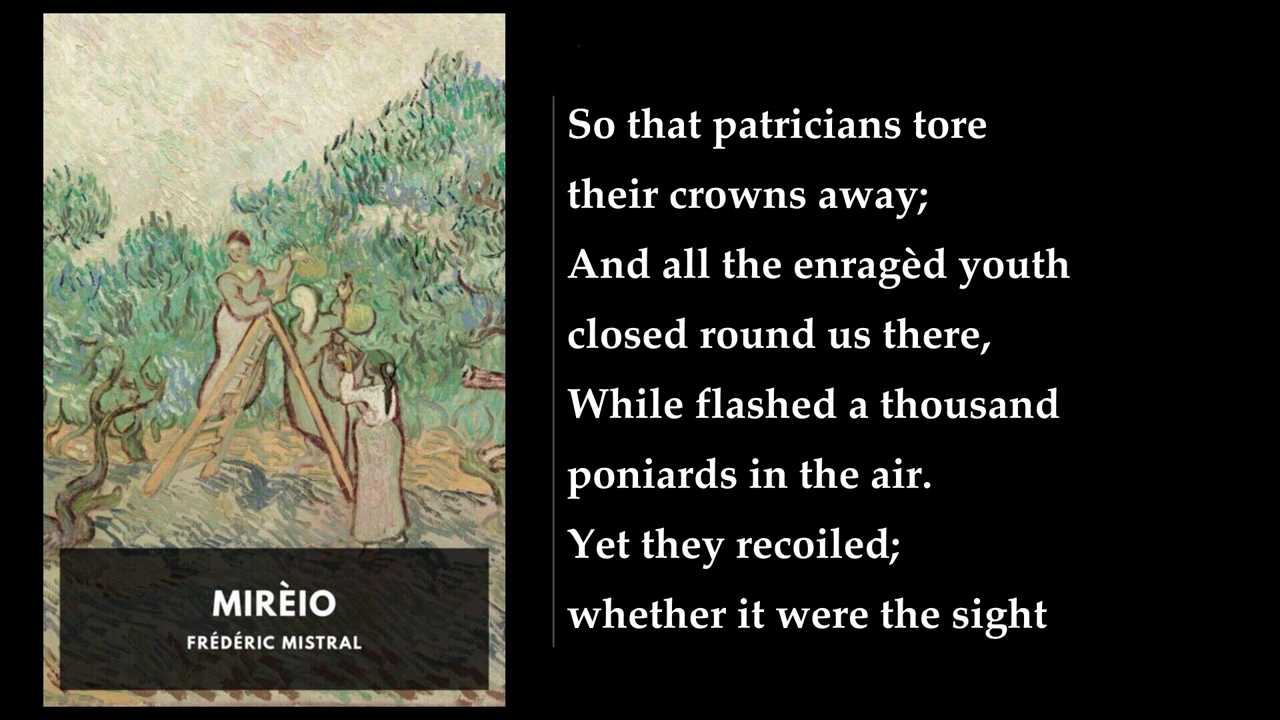 MIRÈIO
FRÉDÉRIC MISTRAL
So that patricians tore
their crowns away;
And all the enragèd youth
closed round us there,
While flashed a thousand
poniards in the air.
Yet they recoiled;
whether it were the sight